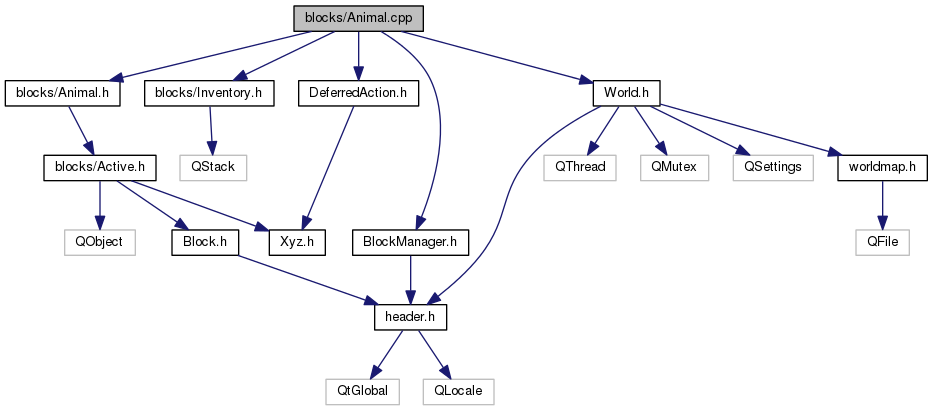 blocks/Animal.cpp
blocks/Animal.h
blocks/Inventory.h
DeferredAction.h
World.h
blocks/Active.h
QStack
QThread
QMutex
QSettings
worldmap.h
QObject
Block.h
Xyz.h
BlockManager.h
QFile
header.h
QtGlobal
QLocale